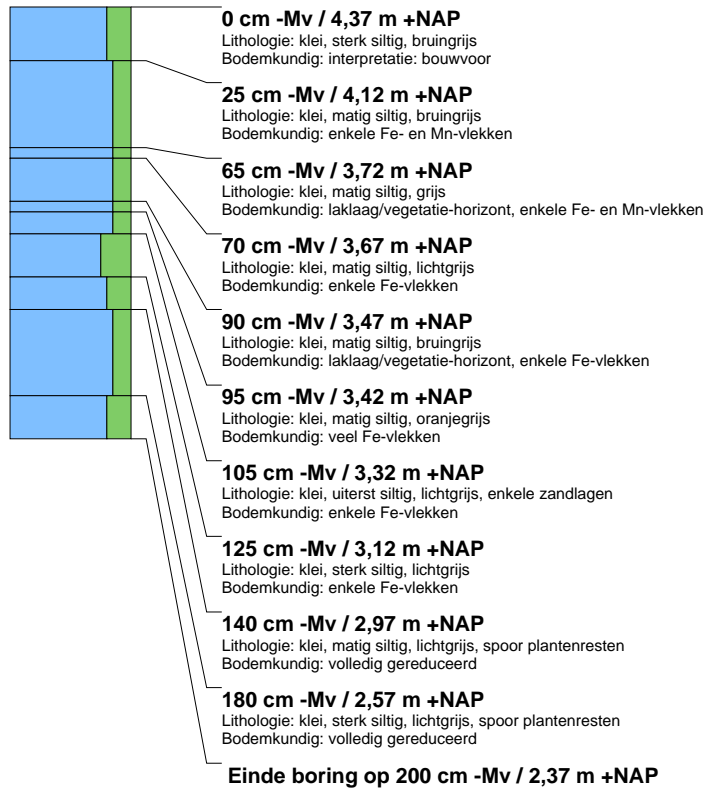 0 cm -Mv / 4,37 m +NAP
Lithologie: klei, sterk siltig, bruingrijs
Bodemkundig: interpretatie: bouwvoor
25 cm -Mv / 4,12 m +NAP
Lithologie: klei, matig siltig, bruingrijs
Bodemkundig: enkele Fe- en Mn-vlekken
65 cm -Mv / 3,72 m +NAP
Lithologie: klei, matig siltig, grijs
Bodemkundig: laklaag/vegetatie-horizont, enkele Fe- en Mn-vlekken
70 cm -Mv / 3,67 m +NAP
Lithologie: klei, matig siltig, lichtgrijs
Bodemkundig: enkele Fe-vlekken
90 cm -Mv / 3,47 m +NAP
Lithologie: klei, matig siltig, bruingrijs
Bodemkundig: laklaag/vegetatie-horizont, enkele Fe-vlekken
95 cm -Mv / 3,42 m +NAP
Lithologie: klei, matig siltig, oranjegrijs
Bodemkundig: veel Fe-vlekken
105 cm -Mv / 3,32 m +NAP
Lithologie: klei, uiterst siltig, lichtgrijs, enkele zandlagen
Bodemkundig: enkele Fe-vlekken
125 cm -Mv / 3,12 m +NAP
Lithologie: klei, sterk siltig, lichtgrijs
Bodemkundig: enkele Fe-vlekken
140 cm -Mv / 2,97 m +NAP
Lithologie: klei, matig siltig, lichtgrijs, spoor plantenresten
Bodemkundig: volledig gereduceerd
180 cm -Mv / 2,57 m +NAP
Lithologie: klei, sterk siltig, lichtgrijs, spoor plantenresten
Bodemkundig: volledig gereduceerd
Einde boring op 200 cm -Mv / 2,37 m +NAP